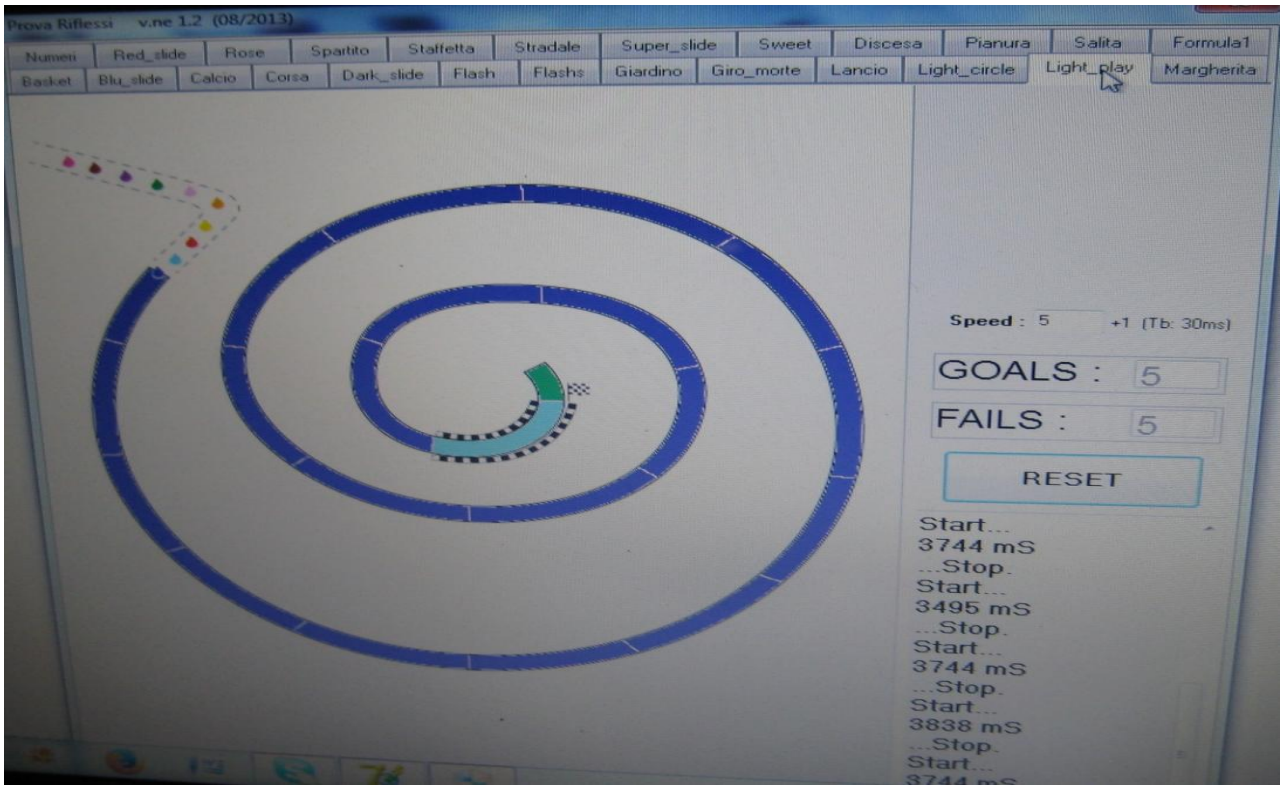 Prova Riflessi v.ne 1.2 (08/2013)
Numeri Red_slide Rose Spartito Staffetta Stradale Super_slide Sweet Discesa Pianura Salita Formula1
Basket Blu_slide Calcio Corsa Dark_slide Flash Flashs Giardino Giro_morte Lancio Light_circle Light_play Margherita
Speed : 5 +1 (Tb: 30ms)
GOALS : 5
FAILS : 5
RESET
Start...
3744 mS
...Stop.
Start...
3495 mS
...Stop.
Start...
3744 mS
...Stop.
Start...
3838 mS
...Stop.
Start...
3744 mS